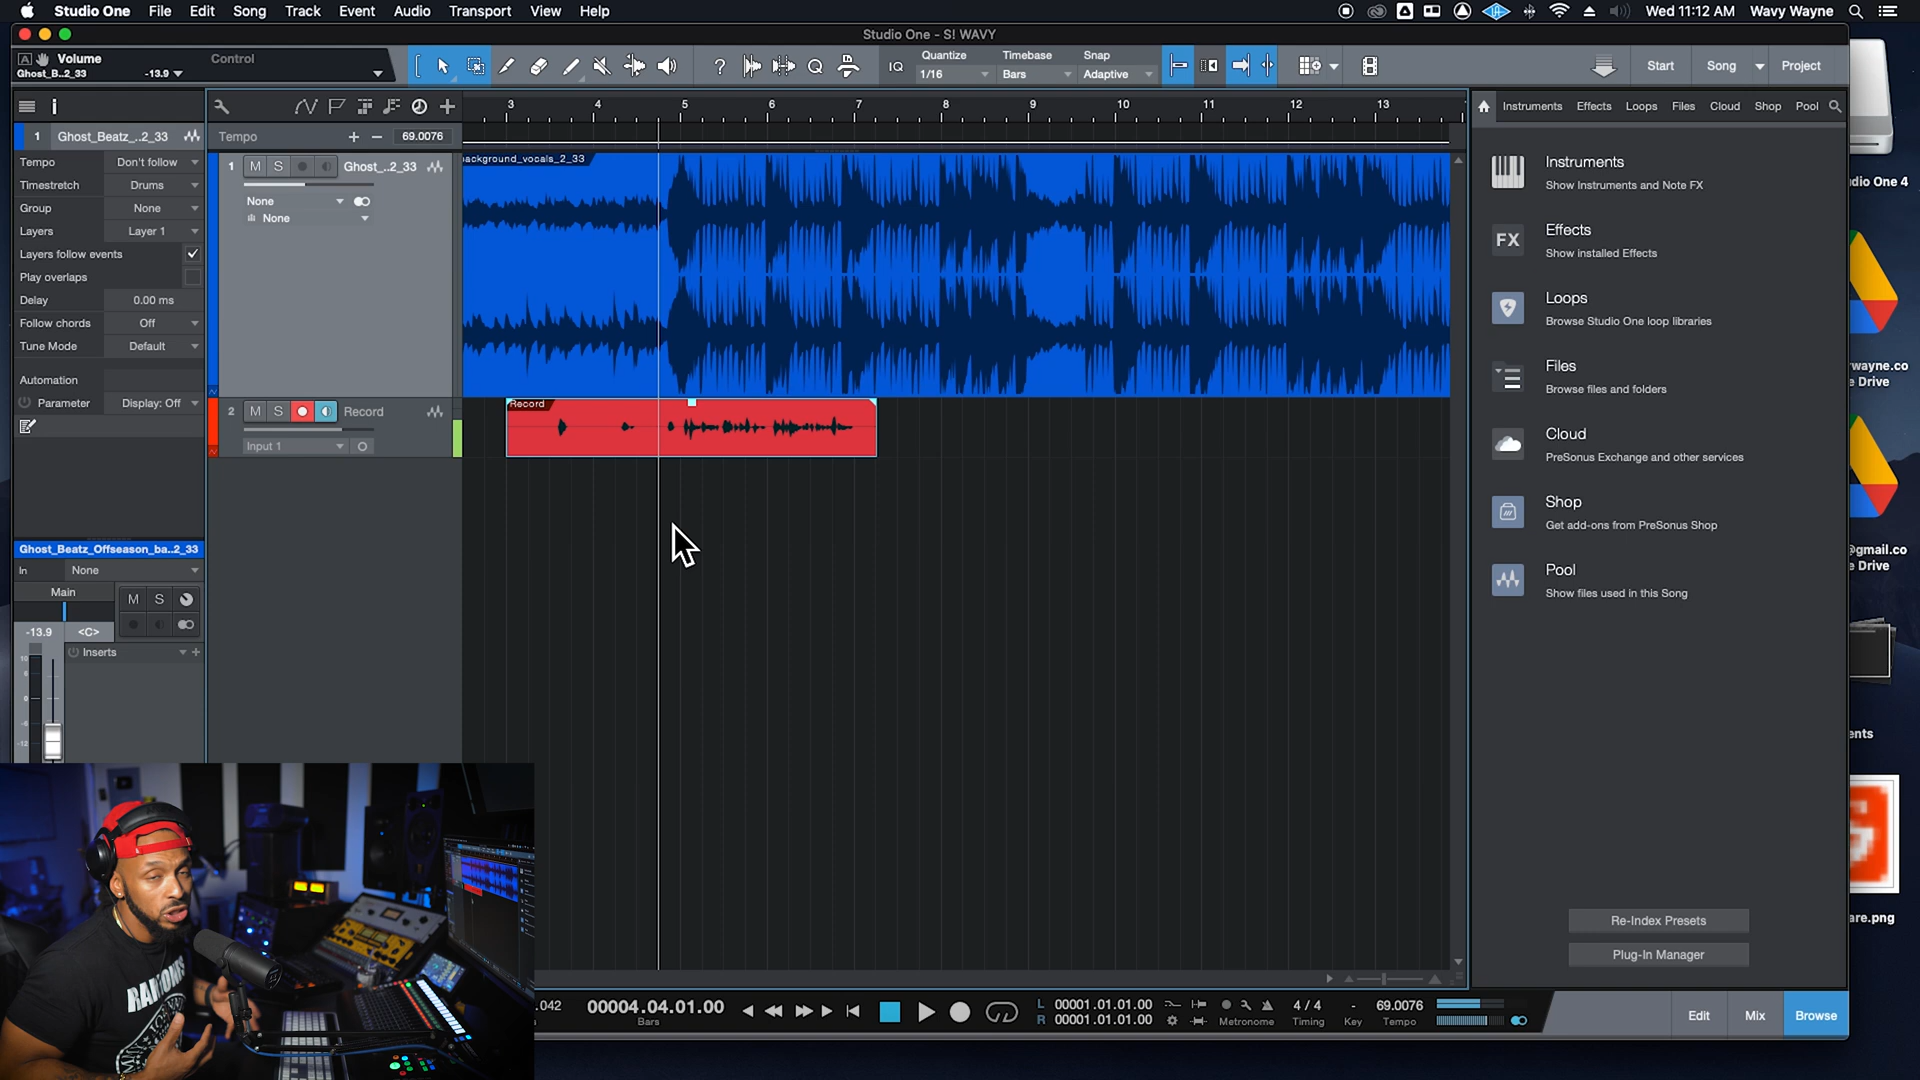 Studio One File Edit Song Track Event Audio Transport View Help Wed 11:12 AM Wavy Wayne
Studio One - S! WAVY
Volume Control
Ghost_B..2_33 -13.9
Quantize Timebase Snap
IQ 1/16 Bars Adaptive
Start Song Project
3 4 5 6 7 8 9 10 11 12 13
Instruments Effects Loops Files Cloud Shop Pool
1 Ghost_Beatz_..2_33
Tempo 69.0076
Tempo Don't follow
Timestretch Drums
Group None
Layers Layer 1
Layers follow events
Play overlaps
Delay 0.00 ms
Follow chords Off
Tune Mode Default
Automation
Parameter Display: Off
1 M S Ghost_..2_33
None
None
ackground_vocals_2_33
2 M S Record
Input 1
Record
Instruments
Show Instruments and Note FX
FX Effects
Show installed Effects
Loops
Browse Studio One loop libraries
Files
Browse files and folders
Cloud
PreSonus Exchange and other services
Shop
Get add-ons from PreSonus Shop
Pool
Show files used in this Song
Re-Index Presets
Plug-In Manager
Ghost_Beatz_Offseason_ba..2_33
In None
Main
M S
-13.9 <C>
Inserts
10
6
0
-6
-12
dio One 4
rwayne.co
e Drive
@gmail.co
e Drive
ents
are.png
RAMONES
.042 00004.04.01.00
Bars
L 00001.01.01.00
R 00001.01.01.00
Metronome
4 / 4
Timing
-
Key
69.0076
Tempo
Edit Mix Browse